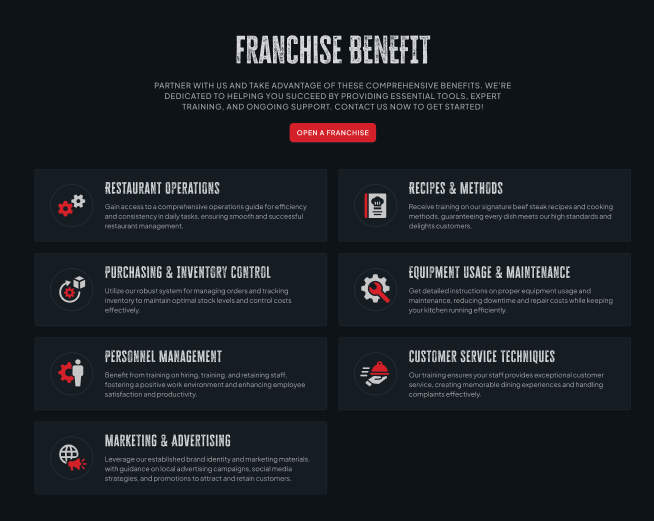 FRANCHISE BENEFIT
PARTNER WITH US AND TAKE ADVANTAGE OF THESE COMPREHENSIVE BENEFITS. WE'RE
DEDICATED TO HELPING YOU SUCCEED BY PROVIDING ESSENTIAL TOOLS, EXPERT
TRAINING, AND ONGOING SUPPORT. CONTACT US NOW TO GET STARTED!
OPEN A FRANCHISE
RESTAURANT OPERATIONS
Gain access to a comprehensive operations guide for efficiency
and consistency in daily tasks, ensuring smooth and successful
restaurant management.
RECIPES & METHODS
Receive training on our signature beef steak recipes and cooking
methods, guaranteeing every dish meets our high standards and
delights customers.
PURCHASING & INVENTORY CONTROL
Utilize our robust system for managing orders and tracking
inventory to maintain optimal stock levels and control costs
effectively.
EQUIPMENT USAGE & MAINTENANCE
Get detailed instructions on proper equipment usage and
maintenance, reducing downtime and repair costs while keeping
your kitchen running efficiently.
PERSONNEL MANAGEMENT
Benefit from training on hiring, training, and retaining staff,
fostering a positive work environment and enhancing employee
satisfaction and productivity.
CUSTOMER SERVICE TECHNIQUES
Our training ensures your staff provides exceptional customer
service, creating memorable dining experiences and handling
complaints effectively.
MARKETING & ADVERTISING
Leverage our established brand identity and marketing materials,
with guidance on local advertising campaigns, social media
strategies, and promotions to attract and retain customers.